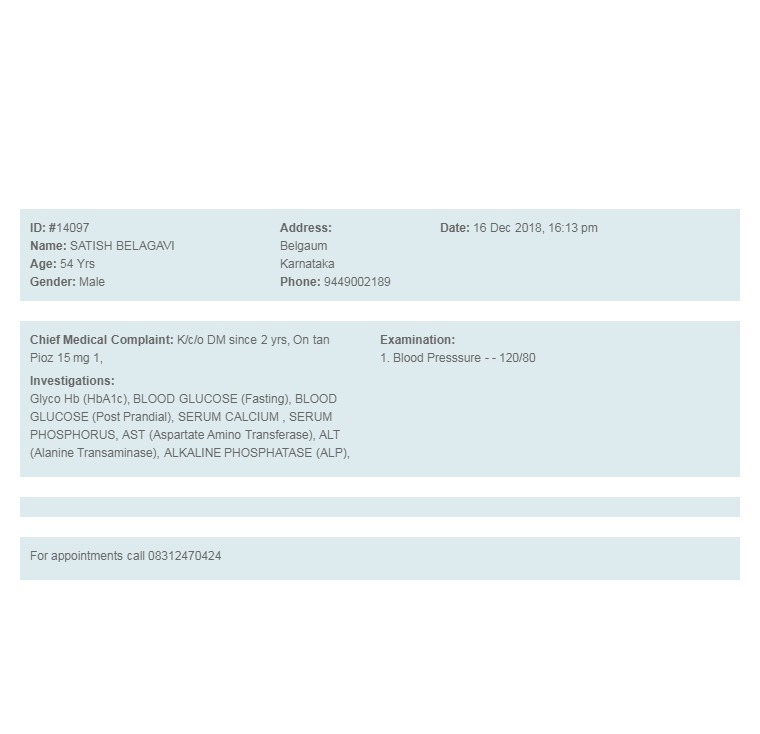 ID: #14097
Name: SATISH BELAGAVI
Age: 54 Yrs
Gender: Male
Address:
Belgaum
Karnataka
Phone: 9449002189
Date: 16 Dec 2018, 16:13 pm
Chief Medical Complaint: K/c/o DM since 2 yrs, On tan
Pioz 15 mg 1,
Investigations:
Glyco Hb (HbA1c), BLOOD GLUCOSE (Fasting), BLOOD
GLUCOSE (Post Prandial), SERUM CALCIUM , SERUM
PHOSPHORUS, AST (Aspartate Amino Transferase), ALT
(Alanine Transaminase), ALKALINE PHOSPHATASE (ALP),
Examination:
1. Blood Presssure - - 120/80
For appointments call 08312470424